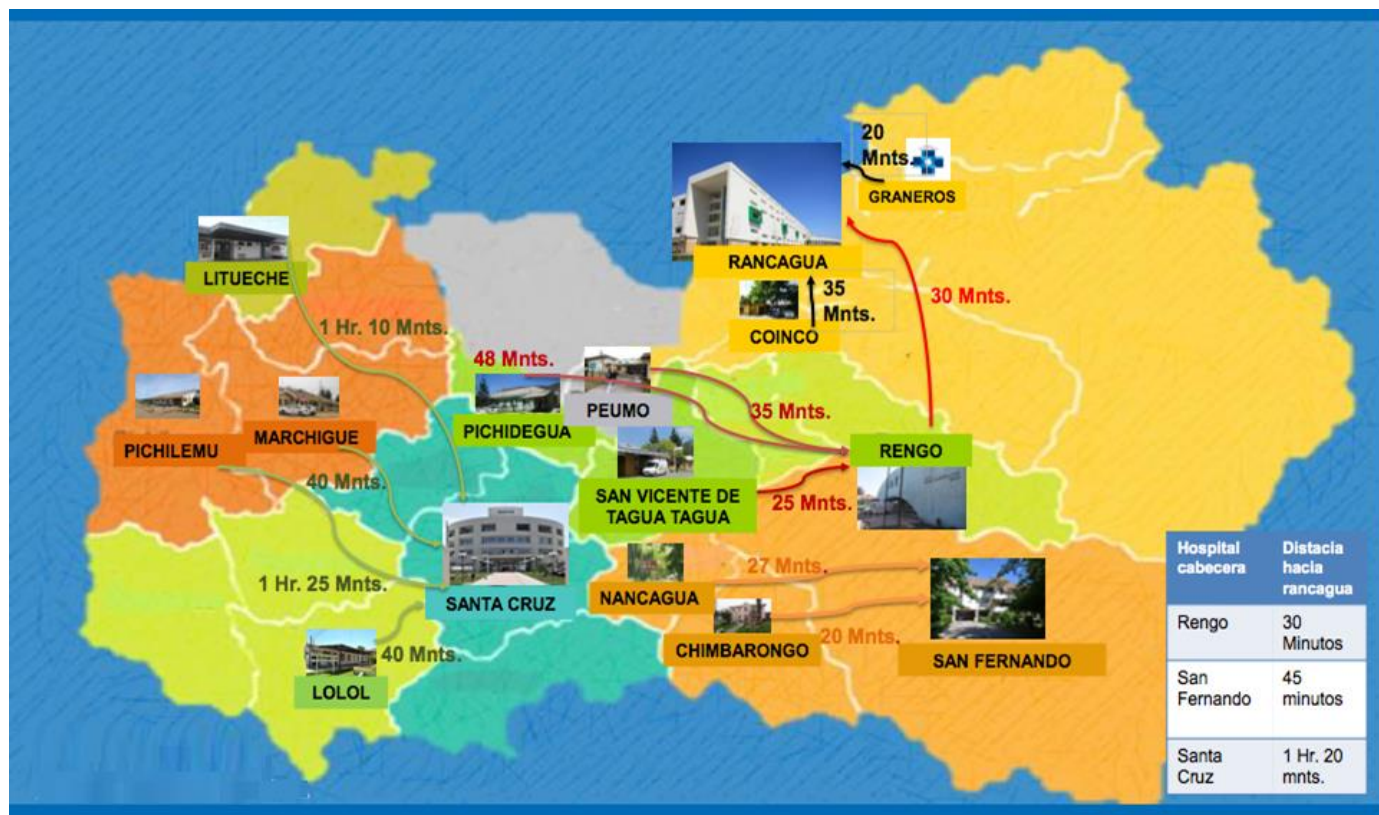 20
Mnts.
GRANEROS
RANCAGUA
LITUECHE
35
Mnts.
30 Mnts.
COINCO
1 Hr. 10 Mnts.
48 Mnts.
PEUMO
35 Mnts.
PICHIDEGUA
MARCHIGUE
PICHILEMU
RENGO
40 Mnts.
SAN VICENTE DE
TAGUA TAGUA
25 Mnts.
1 Hr. 25 Mnts.
SANTA CRUZ
NANCAGUA
27 Mnts.
CHIMBARONGO
20 Mnts.
SAN FERNANDO
40 Mnts.
LOLOL
Hospital cabecera
Distacia hacia rancagua
Rengo
30 Minutos
San Fernando
45 minutos
Santa Cruz
1 Hr. 20 mnts.